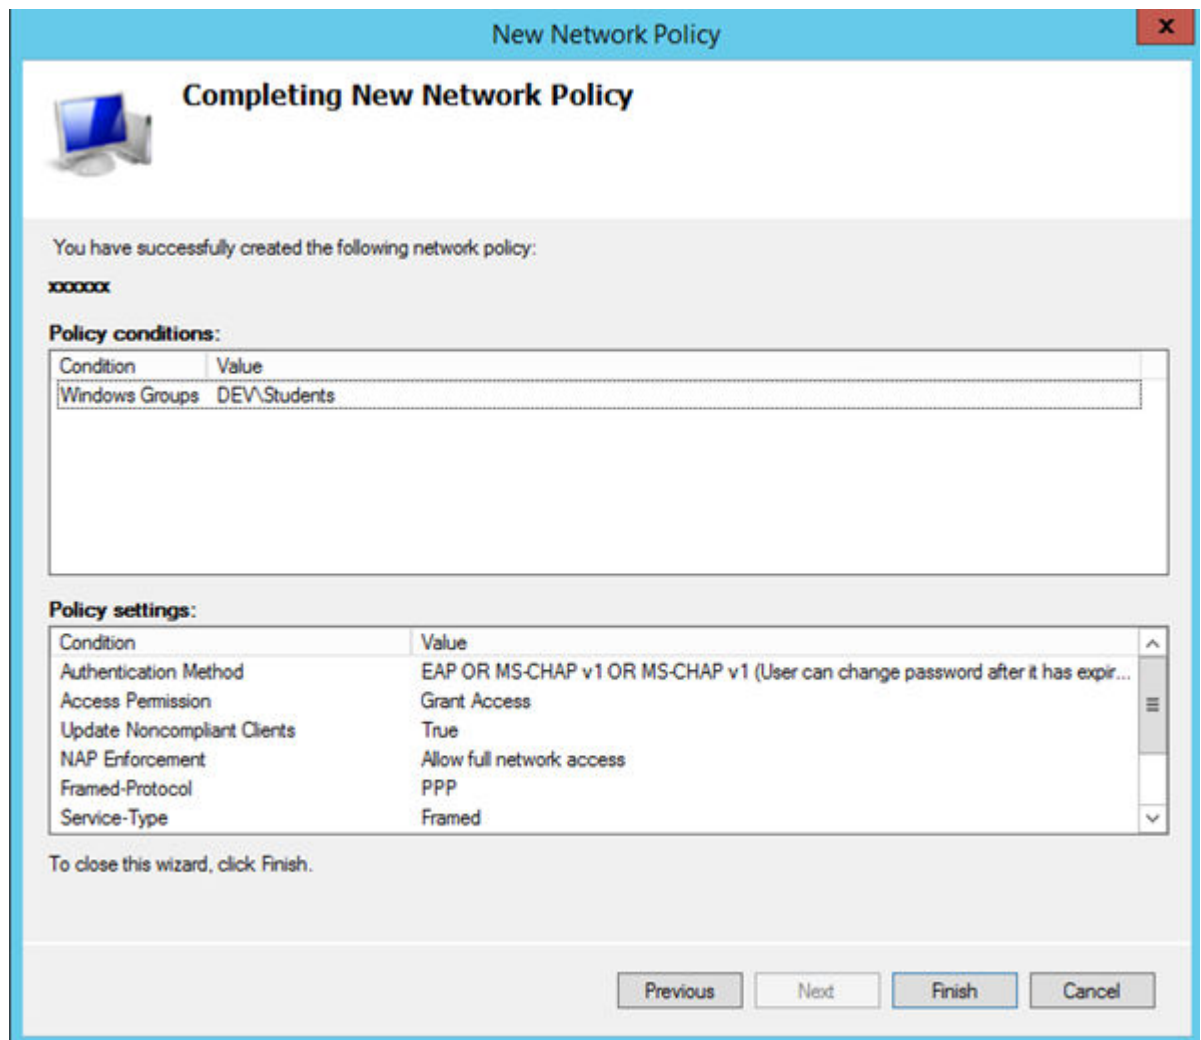 New Network Policy
x
Completing New Network Policy
You have successfully created the following network policy:
xxxxxx
Policy conditions:
Condition Value
Windows Groups DEV\Students
Policy settings:
Condition Value
Authentication Method EAP OR MS-CHAP v1 OR MS-CHAP v1 (User can change password after it has expir...
Access Permission Grant Access
Update Noncompliant Clients True
NAP Enforcement Allow full network access
Framed-Protocol PPP
Service-Type Framed
To close this wizard, click Finish.
Previous Next Finish Cancel